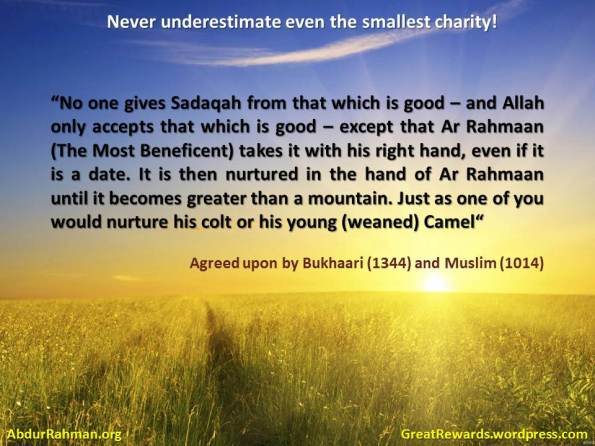 Never underestimate even the smallest charity!
“No one gives Sadaqah from that which is good – and Allah
only accepts that which is good – except that Ar Rahmaan
(The Most Beneficent) takes it with his right hand, even if it
is a date. It is then nurtured in the hand of Ar Rahmaan
until it becomes greater than a mountain. Just as one of you
would nurture his colt or his young (weaned) Camel“
Agreed upon by Bukhaari (1344) and Muslim (1014)
AbdurRahman.org
GreatRewards.wordpress.com